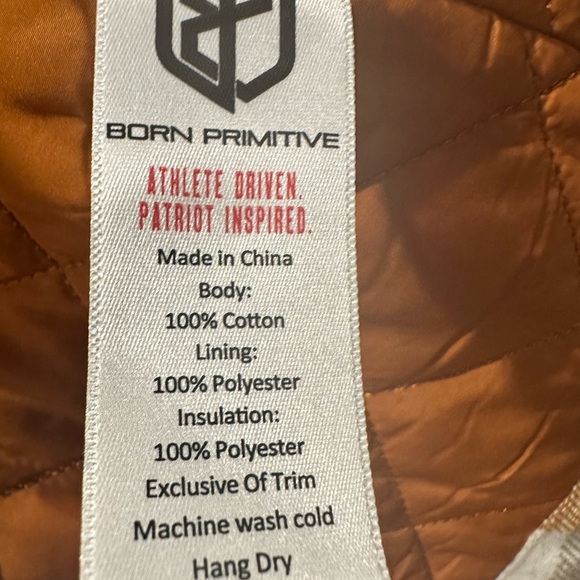 BORN PRIMITIVE
ATHLETE DRIVEN.
PATRIOT INSPIRED.
Made in China
Body:
100% Cotton
Lining:
100% Polyester
Insulation:
100% Polyester
Exclusive Of Trim
Machine wash cold
Hang Dry